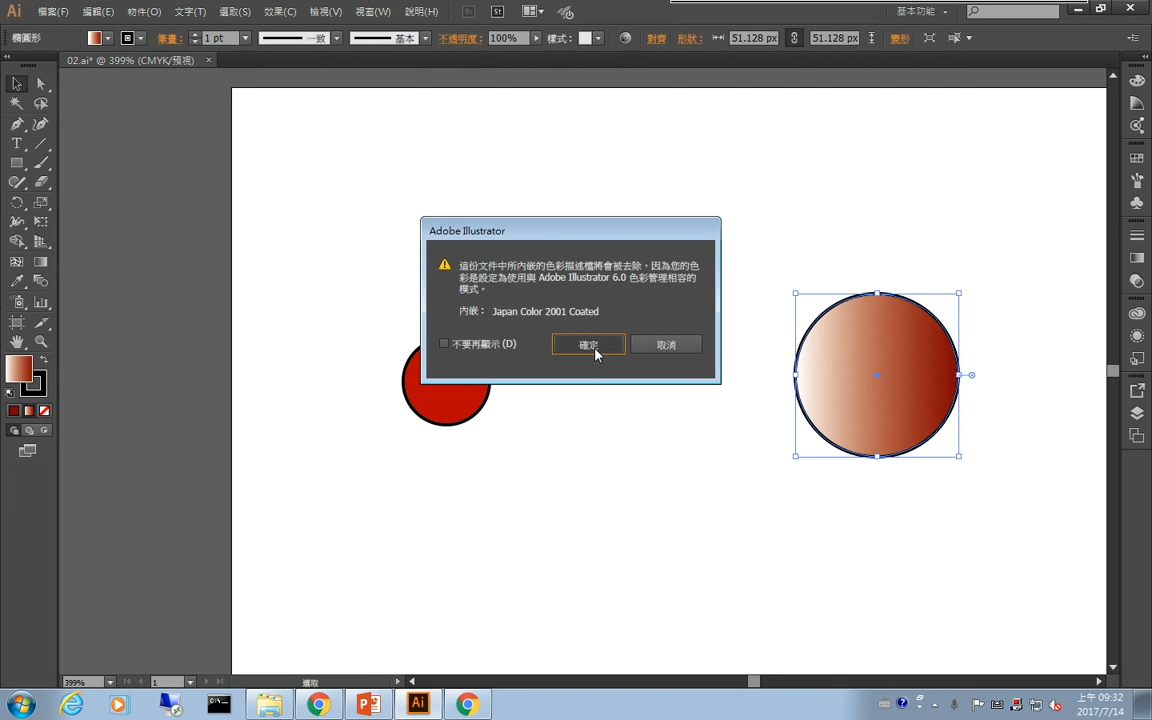 Ai 檔案(F) 編輯(E) 物件(O) 文字(T) 選取(S) 效果(C) 檢視(V) 視窗(W) 說明(H) Br St 基本功能
橢圓形 筆畫: 1 pt 一致 基本 不透明度: 100% 樣式: 對齊 形狀: 51.128 px 51.128 px 變形
02.ai* @ 399% (CMYK/預視) ×
Adobe Illustrator
這份文件中所內嵌的色彩描述檔將會被去除，因為您的色
彩是設定為使用與 Adobe Illustrator 6.0 色彩管理相容的
模式。
內嵌： Japan Color 2001 Coated
不要再顯示 (D) 確定 取消
399% 1 選取
Ai 上午 09:32
2017/7/14